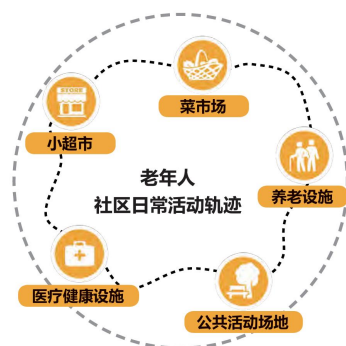 STORE
菜市场
小超市
老年人
社区日常活动轨迹
养老设施
医疗健康设施
公共活动场地